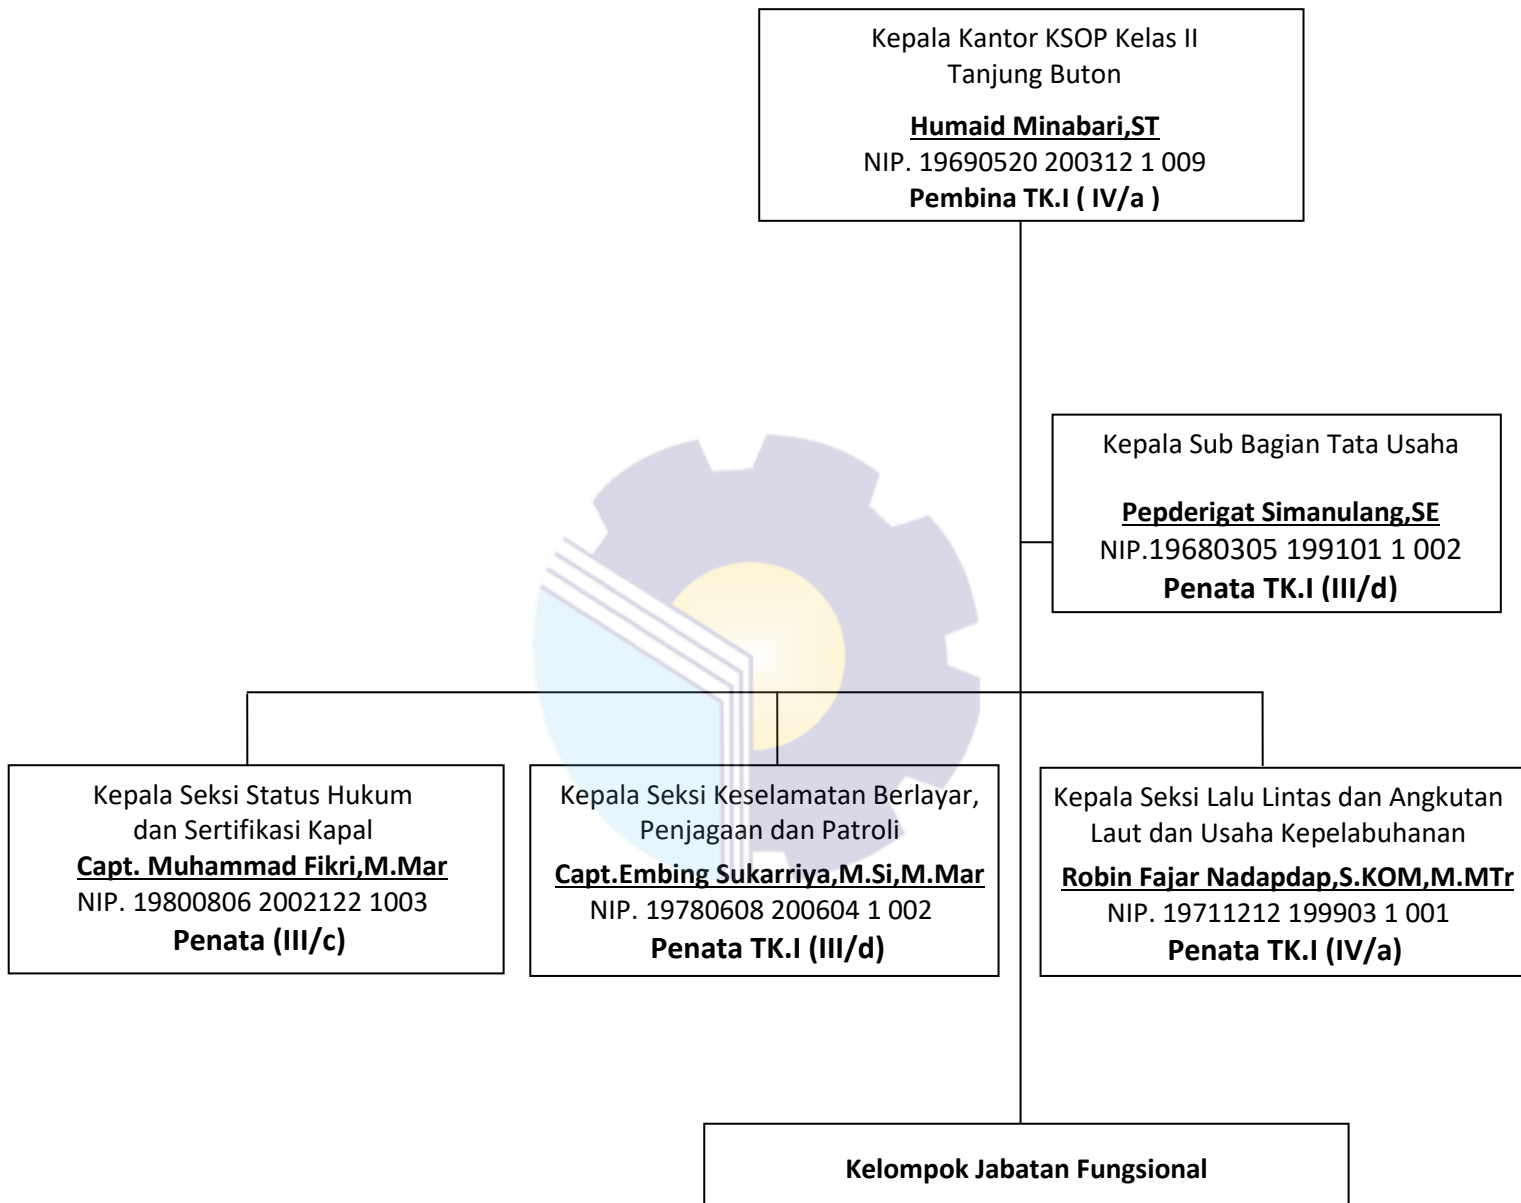 Kepala Kantor KSOP Kelas II
Tanjung Buton
Humaid Minabari,ST
NIP. 19690520 200312 1 009
Pembina TK.I ( IV/a )
Kepala Sub Bagian Tata Usaha
Pepderigat Simanulang,SE
NIP.19680305 199101 1 002
Penata TK.I (III/d)
Kepala Seksi Status Hukum
dan Sertifikasi Kapal
Capt. Muhammad Fikri,M.Mar
NIP. 19800806 2002122 1003
Penata (III/c)
Kepala Seksi Keselamatan Berlayar,
Penjagaan dan Patroli
Capt.Embing Sukarriya,M.Si,M.Mar
NIP. 19780608 200604 1 002
Penata TK.I (III/d)
Kepala Seksi Lalu Lintas dan Angkutan
Laut dan Usaha Kepelabuhanan
Robin Fajar Nadapdap,S.KOM,M.MTr
NIP. 19711212 199903 1 001
Penata TK.I (IV/a)
Kelompok Jabatan Fungsional